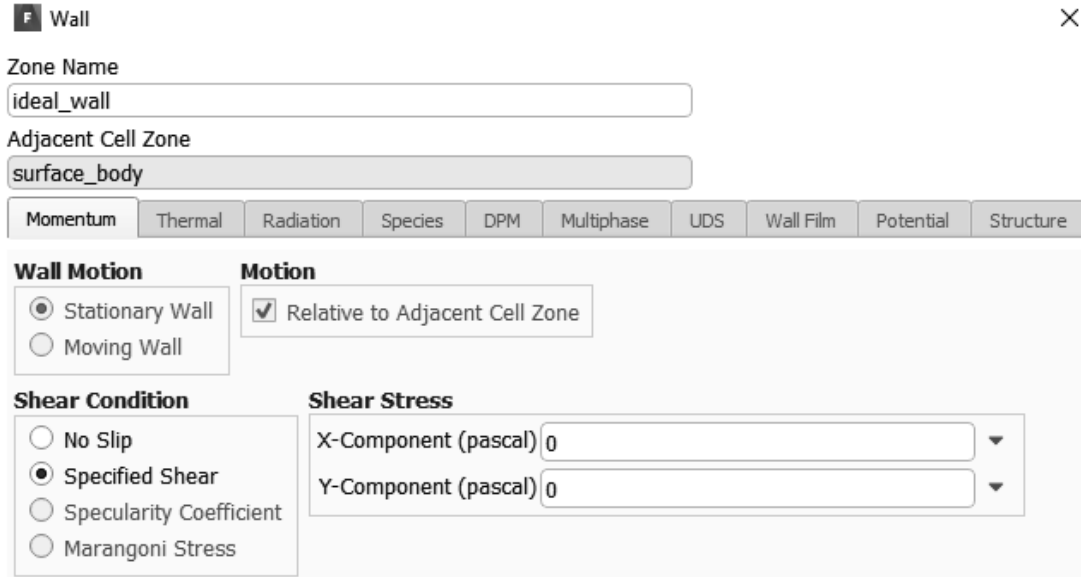 F Wall
Zone Name
ideal_wall
Adjacent Cell Zone
surface_body
Momentum Thermal Radiation Species DPM Multiphase UDS Wall Film Potential Structure
Wall Motion Motion
Stationary Wall Relative to Adjacent Cell Zone
Moving Wall
Shear Condition Shear Stress
No Slip X-Component (pascal) 0
Specified Shear Y-Component (pascal) 0
Specularity Coefficient
Marangoni Stress